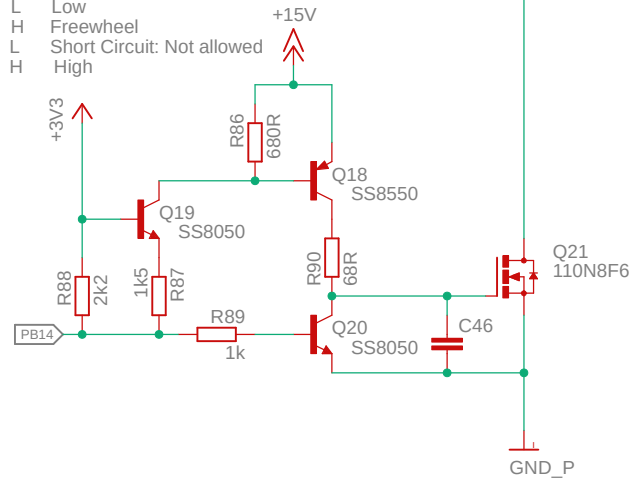 L Low
H Freewheel
L Short Circuit: Not allowed
H High
+15V
+3V3
R86
680R
Q18
SS8550
Q19
SS8050
R88
2k2
1k5
R87
R90
68R
Q21
110N8F6
R89
1k
Q20
SS8050
C46
PB14
GND_P